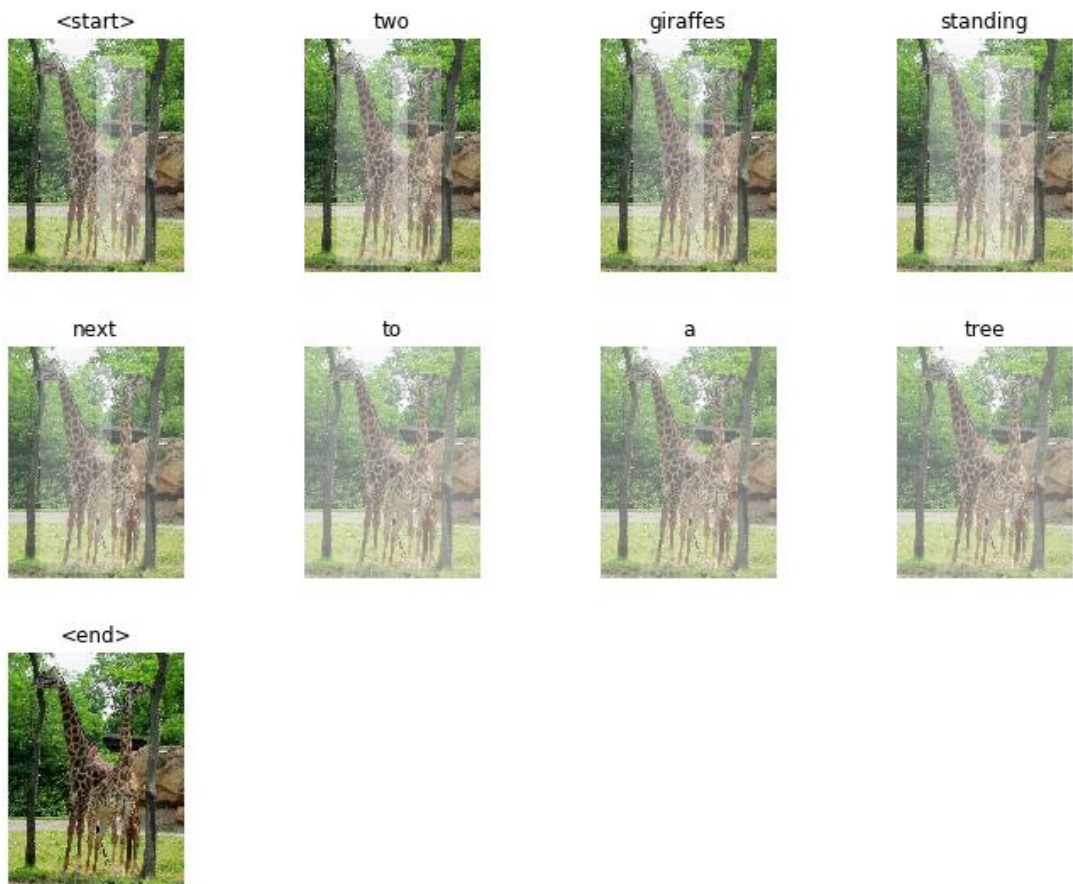 <start> two giraffes standing
next to a tree
<end>